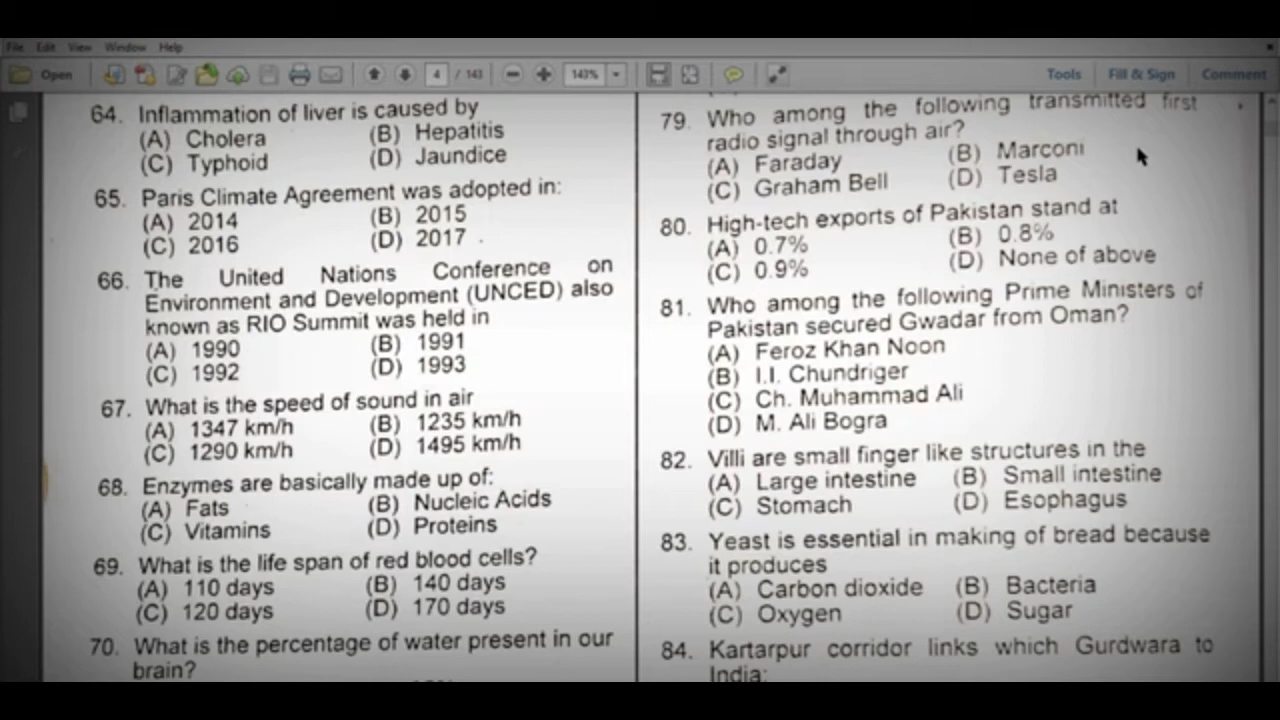 File Edit View Window Help
Open 4 / 143 143% Tools Fill & Sign Comment
64. Inflammation of liver is caused by
(A) Cholera (B) Hepatitis
(C) Typhoid (D) Jaundice
65. Paris Climate Agreement was adopted in:
(A) 2014 (B) 2015
(C) 2016 (D) 2017
66. The United Nations Conference on
Environment and Development (UNCED) also
known as RIO Summit was held in
(A) 1990 (B) 1991
(C) 1992 (D) 1993
67. What is the speed of sound in air
(A) 1347 km/h (B) 1235 km/h
(C) 1290 km/h (D) 1495 km/h
68. Enzymes are basically made up of:
(A) Fats (B) Nucleic Acids
(C) Vitamins (D) Proteins
69. What is the life span of red blood cells?
(A) 110 days (B) 140 days
(C) 120 days (D) 170 days
70. What is the percentage of water present in our
brain?
79. Who among the following transmitted first
radio signal through air?
(A) Faraday (B) Marconi
(C) Graham Bell (D) Tesla
80. High-tech exports of Pakistan stand at
(A) 0.7% (B) 0.8%
(C) 0.9% (D) None of above
81. Who among the following Prime Ministers of
Pakistan secured Gwadar from Oman?
(A) Feroz Khan Noon
(B) I.I. Chundriger
(C) Ch. Muhammad Ali
(D) M. Ali Bogra
82. Villi are small finger like structures in the
(A) Large intestine (B) Small intestine
(C) Stomach (D) Esophagus
83. Yeast is essential in making of bread because
it produces
(A) Carbon dioxide (B) Bacteria
(C) Oxygen (D) Sugar
84. Kartarpur corridor links which Gurdwara to
India: